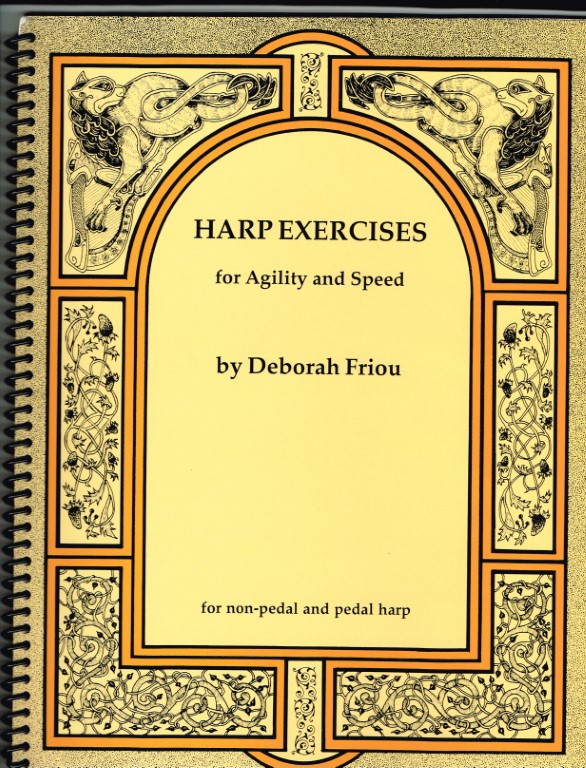 HARP EXERCISES
for Agility and Speed
by Deborah Friou
for non-pedal and pedal harp